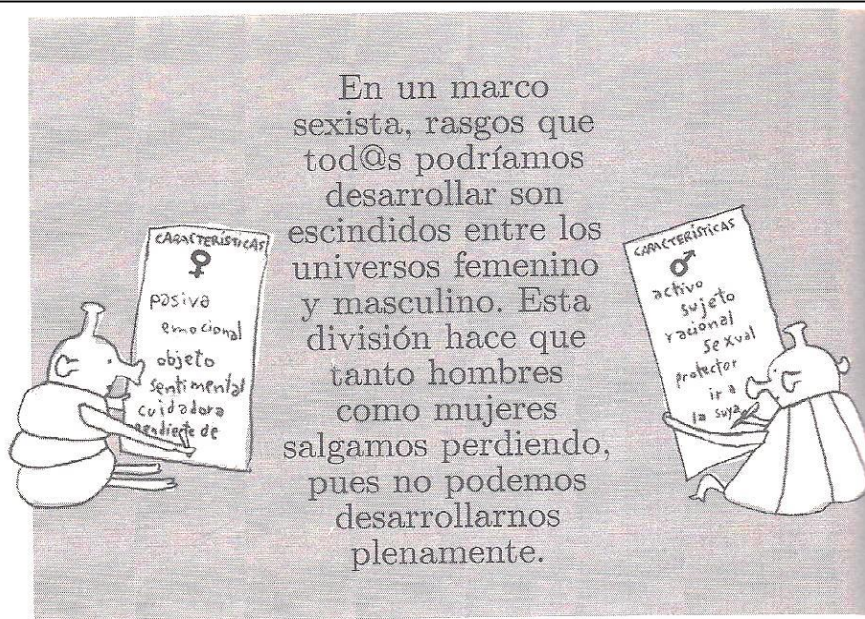 En un marco
sexista, rasgos que
tod@s podríamos
desarrollar son
escindidos entre los
universos femenino
y masculino. Esta
división hace que
tanto hombres
como mujeres
salgamos perdiendo,
pues no podemos
desarrollarnos
plenamente.
CARACTERÍSTICAS
♀
pasiva
emocional
objeto
sentimental
cuidadora
pendiente de
CARACTERÍSTICAS
♂
activo
sujeto
racional
sexual
protector
ir a
la suya